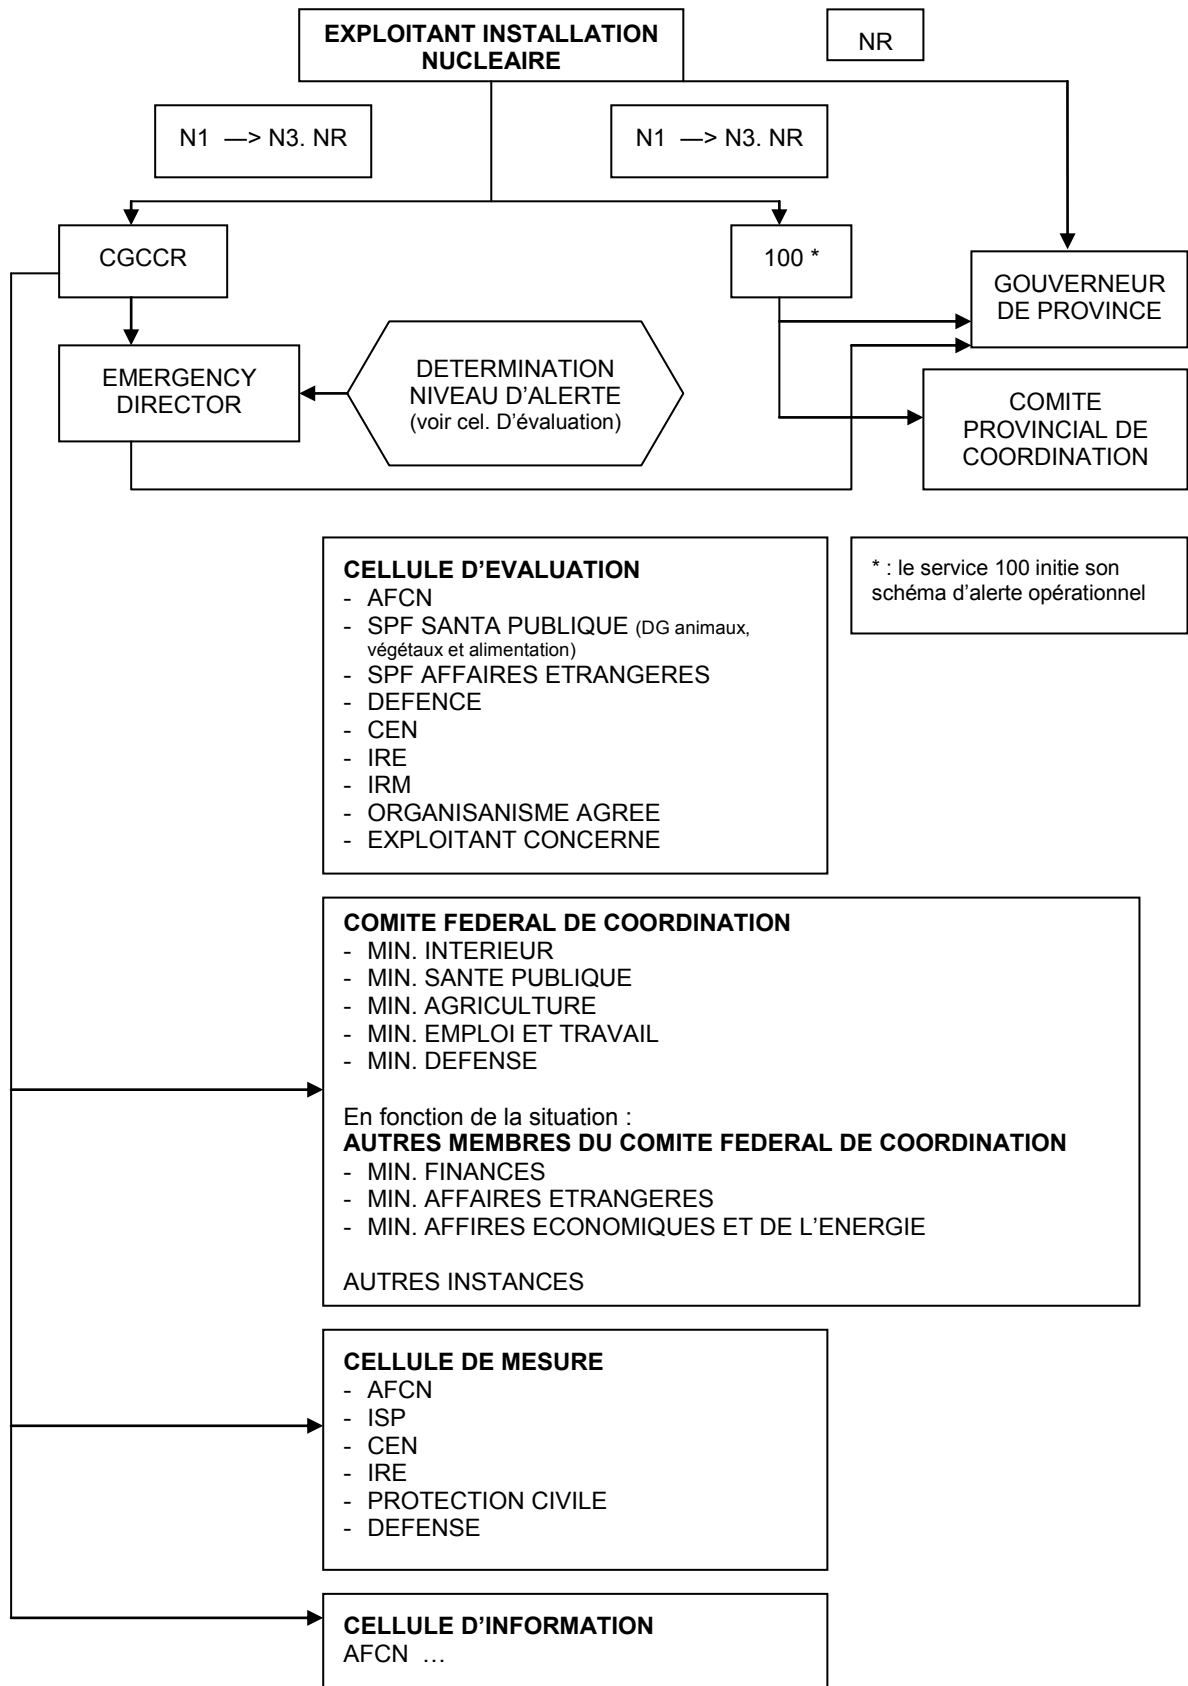 EXPLOITANT INSTALLATION
NUCLEAIRE
NR
N1 —> N3. NR
N1 —> N3. NR
CGCCR
100 *
GOUVERNEUR
DE PROVINCE
EMERGENCY
DIRECTOR
DETERMINATION
NIVEAU D’ALERTE
(voir cel. D’évaluation)
COMITE
PROVINCIAL DE
COORDINATION
CELLULE D’EVALUATION
- AFCN
- SPF SANTA PUBLIQUE (DG animaux,
végétaux et alimentation)
- SPF AFFAIRES ETRANGERES
- DEFENCE
- CEN
- IRE
- IRM
- ORGANISANISME AGREE
- EXPLOITANT CONCERNE
* : le service 100 initie son
schéma d’alerte opérationnel
COMITE FEDERAL DE COORDINATION
- MIN. INTERIEUR
- MIN. SANTE PUBLIQUE
- MIN. AGRICULTURE
- MIN. EMPLOI ET TRAVAIL
- MIN. DEFENSE
En fonction de la situation :
AUTRES MEMBRES DU COMITE FEDERAL DE COORDINATION
- MIN. FINANCES
- MIN. AFFAIRES ETRANGERES
- MIN. AFFIRES ECONOMIQUES ET DE L’ENERGIE
AUTRES INSTANCES
CELLULE DE MESURE
- AFCN
- ISP
- CEN
- IRE
- PROTECTION CIVILE
- DEFENSE
CELLULE D’INFORMATION
AFCN …